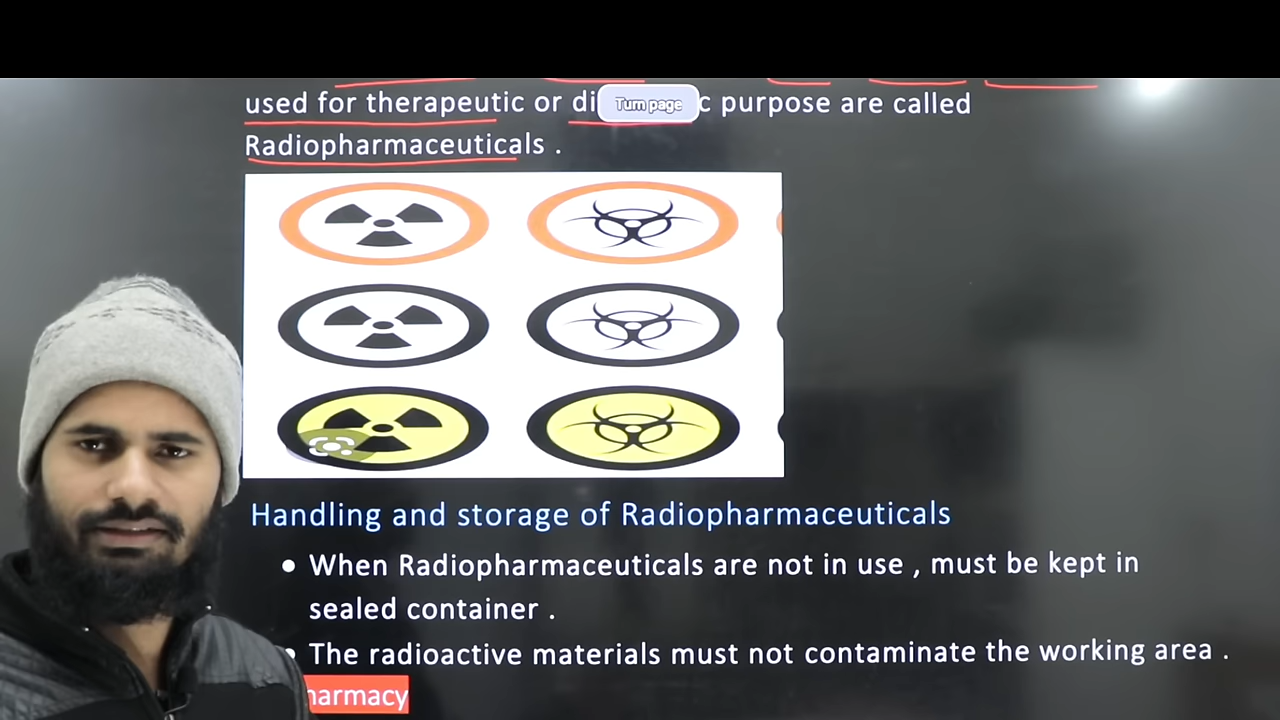 used for therapeutic or di
Turn page
c purpose are called
Radiopharmaceuticals .
Handling and storage of Radiopharmaceuticals
• When Radiopharmaceuticals are not in use , must be kept in
sealed container .
• The radioactive materials must not contaminate the working area .
harmacy